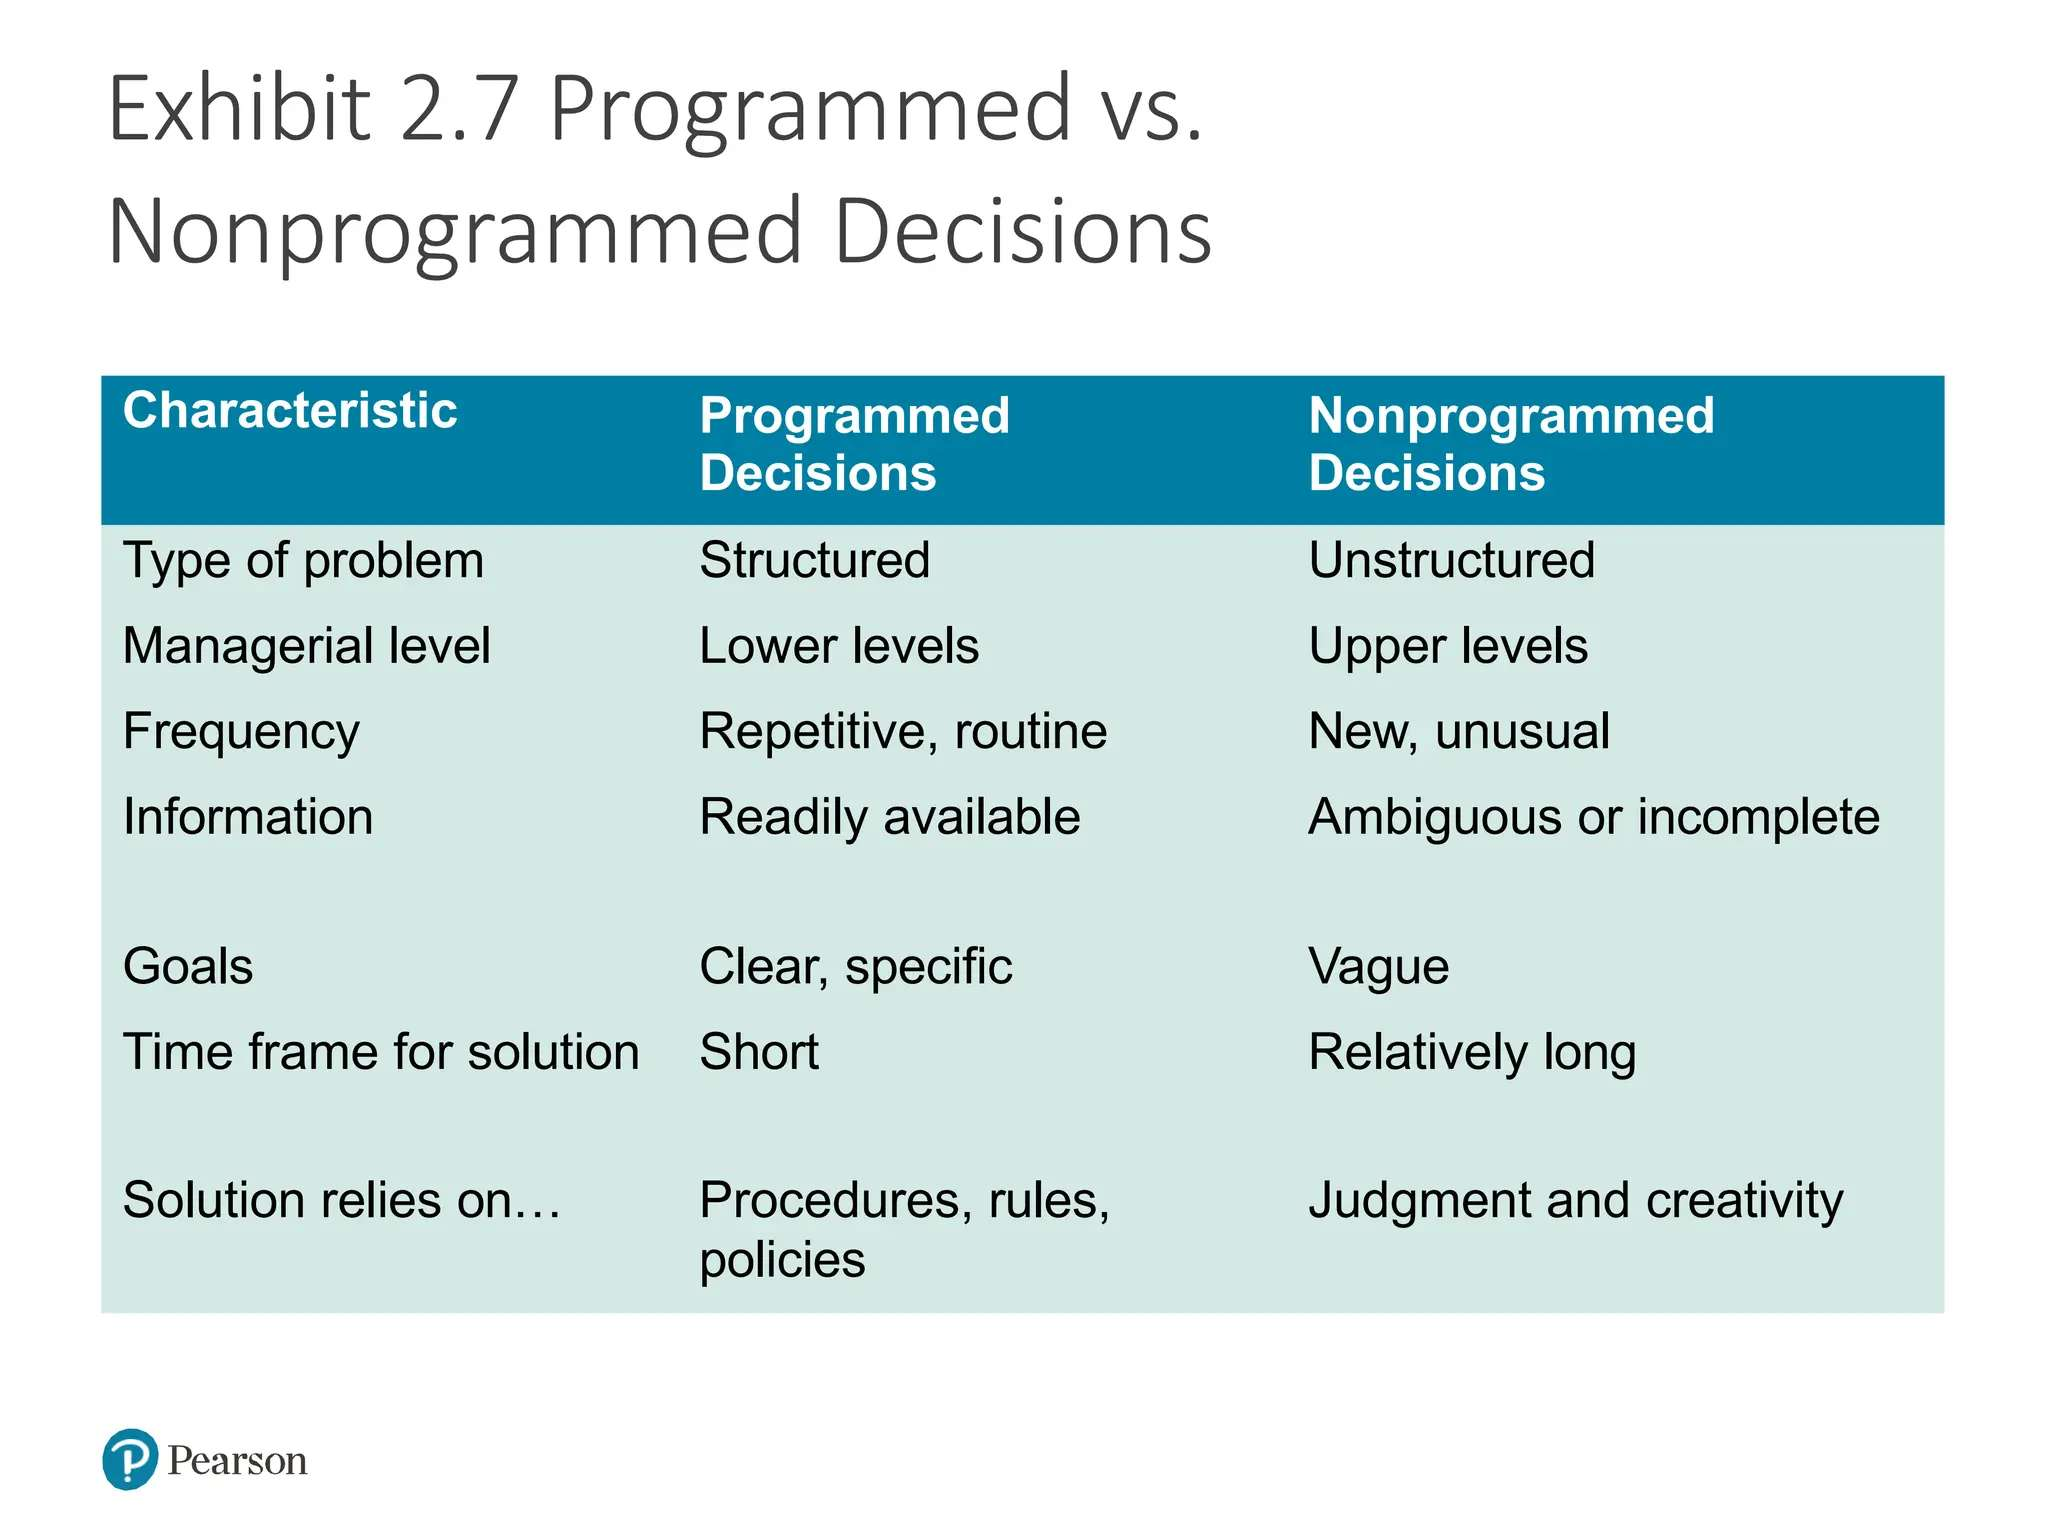 Exhibit 2.7 Programmed vs.
Nonprogrammed Decisions
Characteristic
Programmed
Decisions
Nonprogrammed
Decisions
Type of problem
Structured
Unstructured
Managerial level
Lower levels
Upper levels
Frequency
Repetitive, routine
New, unusual
Information
Readily available
Ambiguous or incomplete
Goals
Clear, specific
Vague
Time frame for solution
Short
Relatively long
Solution relies on…
Procedures, rules,
policies
Judgment and creativity
Pearson